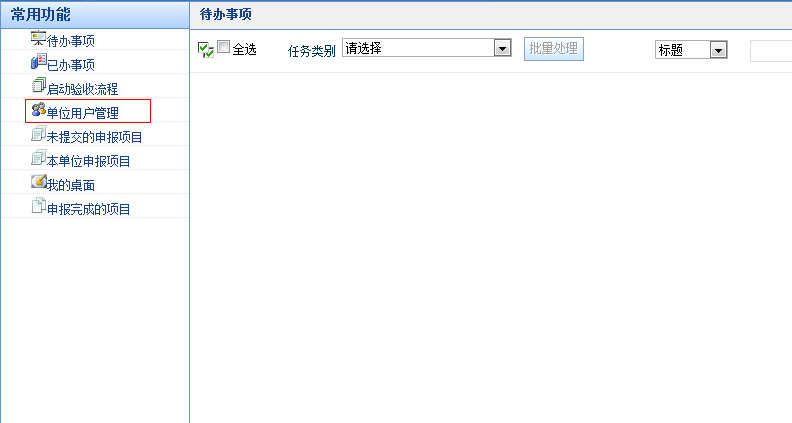 常用功能
待办事项
已办事项
启动验收流程
单位用户管理
未提交的申报项目
本单位申报项目
我的桌面
申报完成的项目
待办事项
全选 任务类别 请选择 批量处理 标题